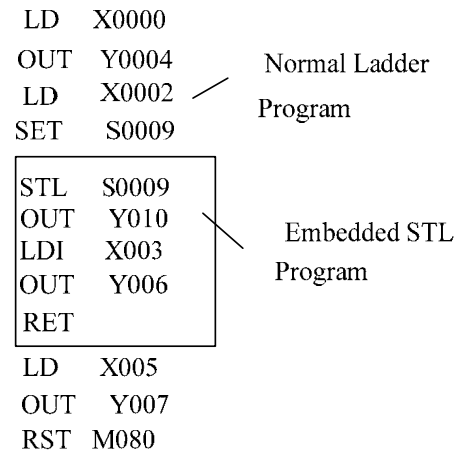 LD X0000
OUT Y0004
LD X0002
SET S0009
Normal Ladder
Program
STL S0009
OUT Y010
LDI X003
OUT Y006
RET
Embedded STL
Program
LD X005
OUT Y007
RST M080